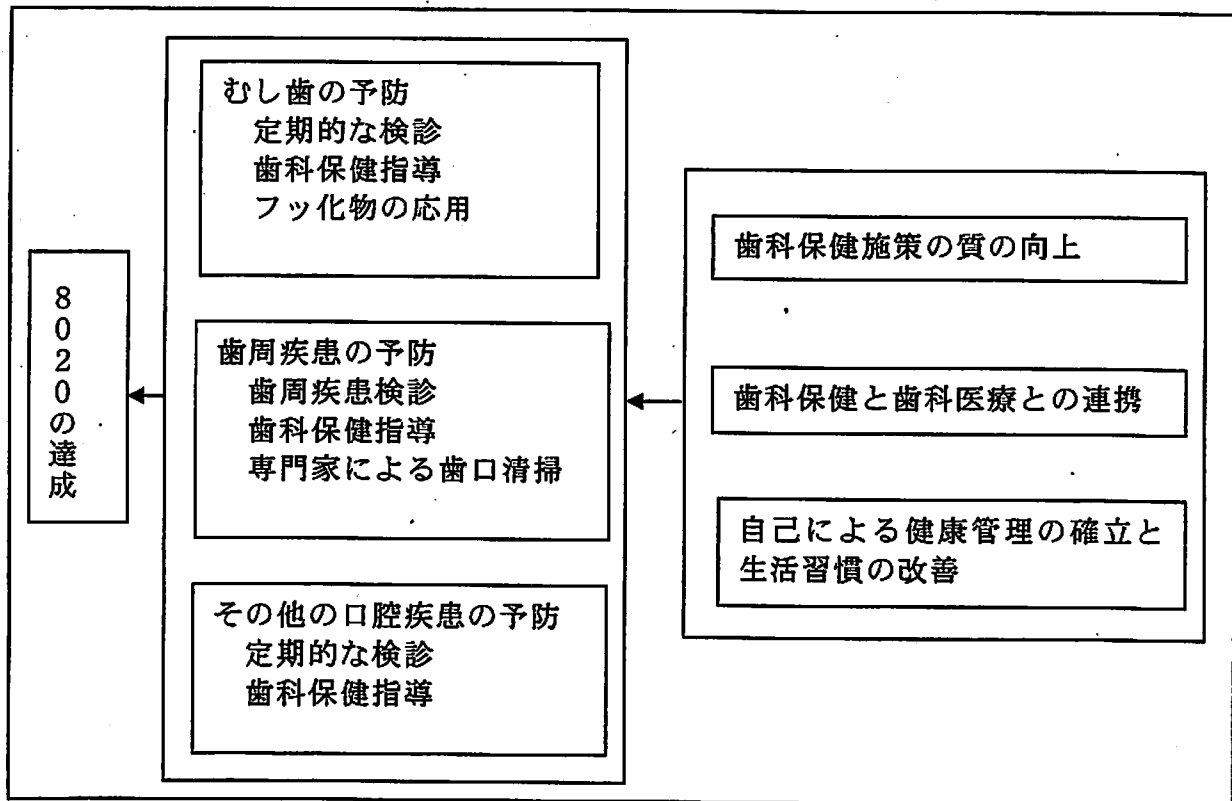 むし歯の予防
定期的な検診
歯科保健指導
フッ化物の応用
8020の達成
歯周疾患の予防
歯周疾患検診
歯科保健指導
専門家による歯口清掃
その他の口腔疾患の予防
定期的な検診
歯科保健指導
歯科保健施策の質の向上
歯科保健と歯科医療との連携
自己による健康管理の確立と
生活習慣の改善